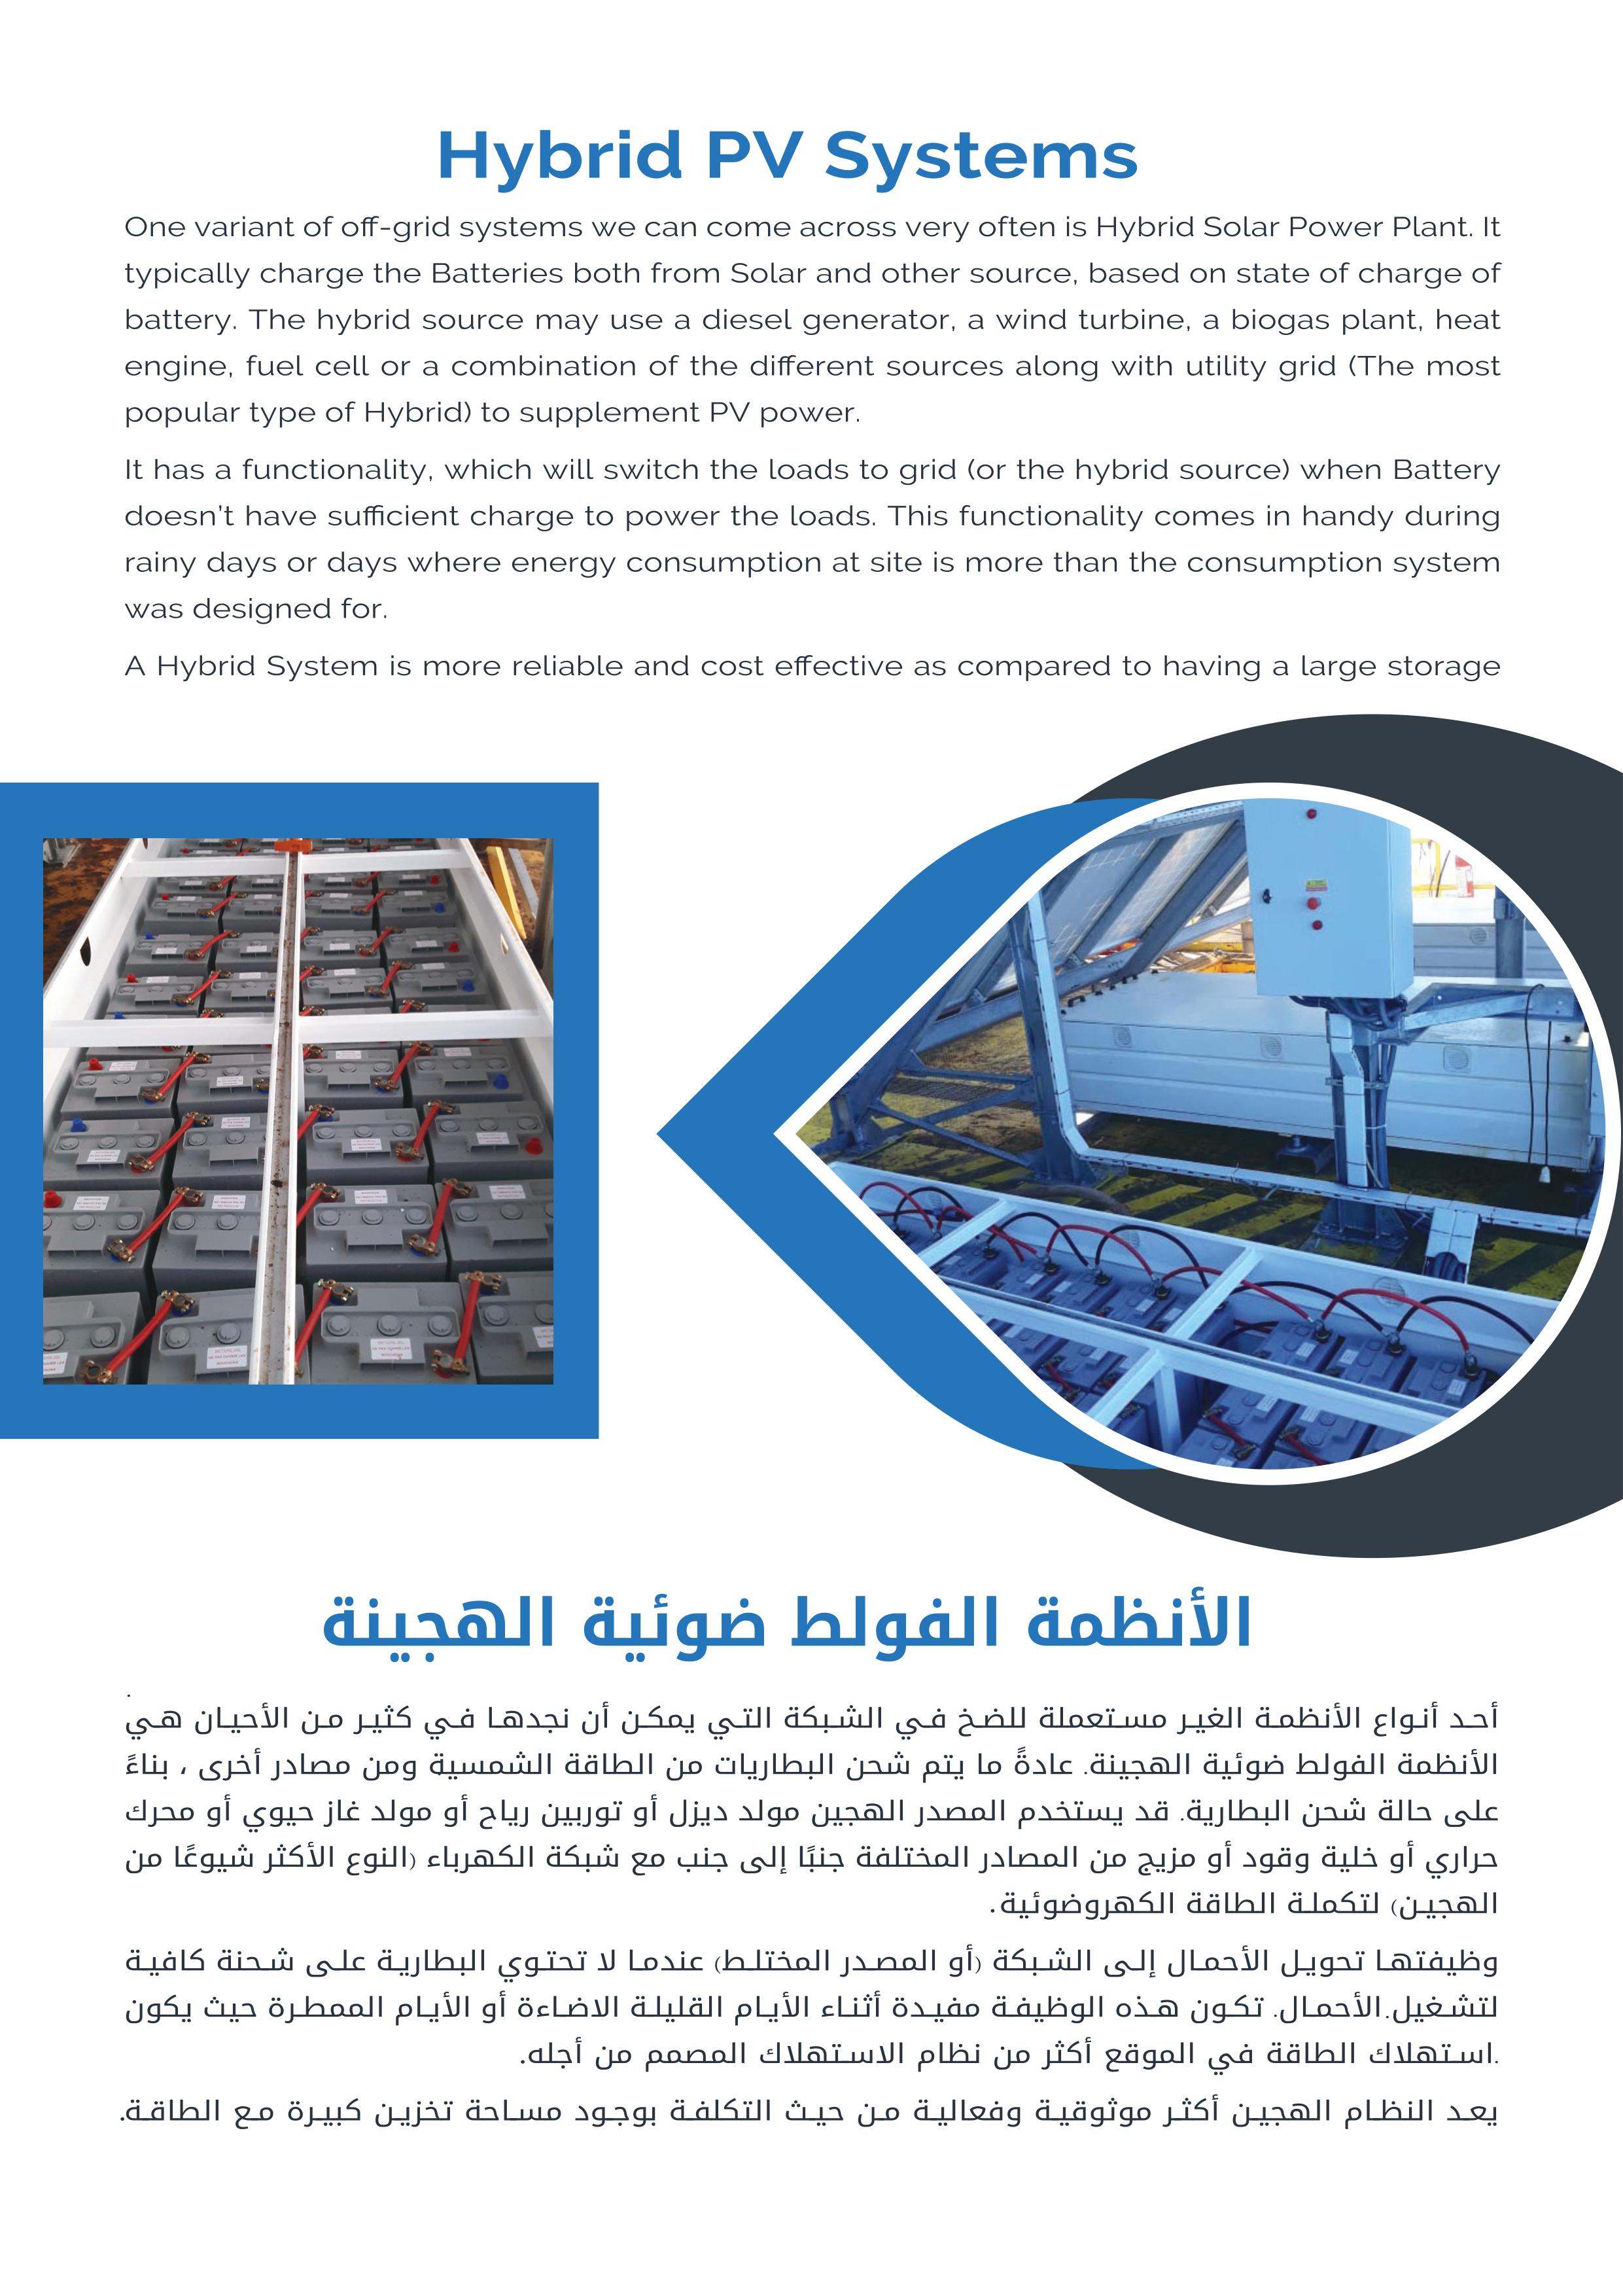 Hybrid PV Systems
One variant of off-grid systems we can come across very often is Hybrid Solar Power Plant. It
typically charge the Batteries both from Solar and other source, based on state of charge of
battery. The hybrid source may use a diesel generator, a wind turbine, a biogas plant, heat
engine, fuel cell or a combination of the different sources along with utility grid (The most
popular type of Hybrid) to supplement PV power.
It has a functionality, which will switch the loads to grid (or the hybrid source) when Battery
doesn't have sufficient charge to power the loads. This functionality comes in handy during
rainy days or days where energy consumption at site is more than the consumption system
was designed for.
A Hybrid System is more reliable and cost effective as compared to having a large storage
الأنظمة الفولط ضوئية الهجينة
.
أحد أنواع الأنظمة الغير مستعملة للضخ في الشبكة التي يمكن أن نجدها في كثير من الأحيان هي
الأنظمة الفولط ضوئية الهجينة. عادةً ما يتم شحن البطاريات من الطاقة الشمسية ومن مصادر أخرى ، بناءً
على حالة شحن البطارية. قد يستخدم المصدر الهجين مولد ديزل أو توربين رياح أو مولد غاز حيوي أو محرك
حراري أو خلية وقود أو مزيج من المصادر المختلفة جنبًا إلى جنب مع شبكة الكهرباء (النوع الأكثر شيوعًا من
الهجين) لتكملة الطاقة الكهروضوئية.
وظيفتها تحويل الأحمال إلى الشبكة (أو المصدر المختلط) عندما لا تحتوي البطارية على شحنة كافية
لتشغيل.الأحمال. تكون هذه الوظيفة مفيدة أثناء الأيام القليلة الاضاءة أو الأيام الممطرة حيث يكون
.استهلاك الطاقة في الموقع أكثر من نظام الاستهلاك المصمم من أجله.
يعد النظام الهجين أكثر موثوقية وفعالية من حيث التكلفة بوجود مساحة تخزين كبيرة مع الطاقة.